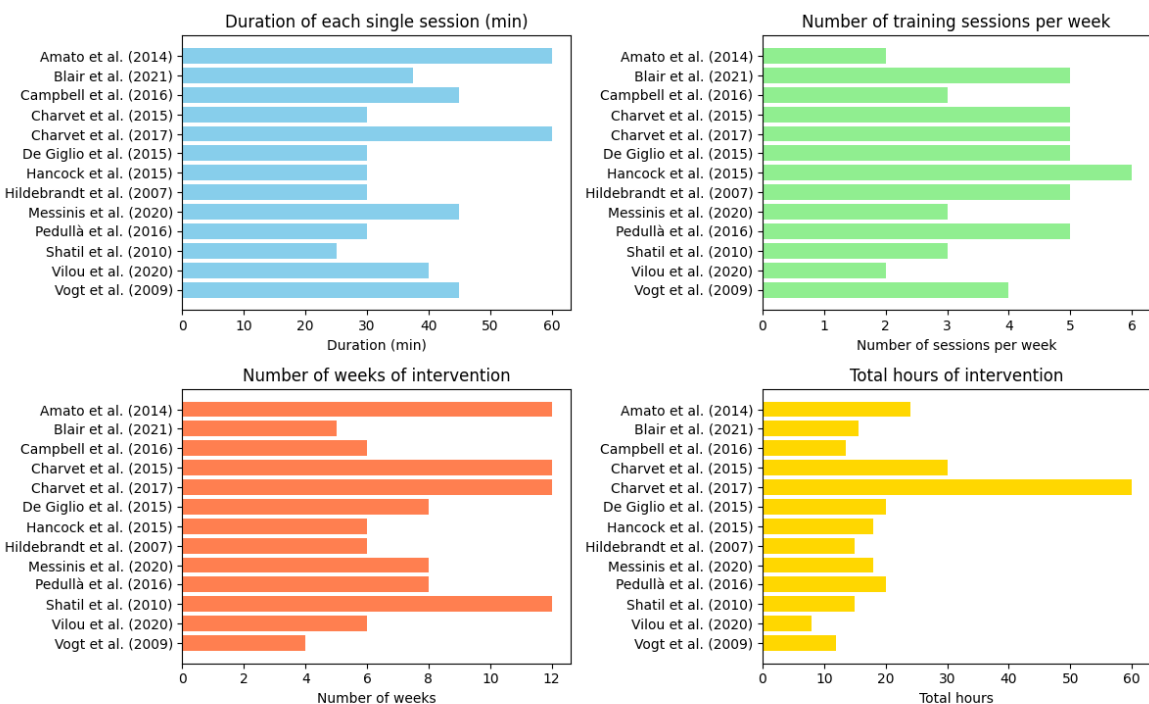 Duration of each single session (min)
Amato et al. (2014)
Blair et al. (2021)
Campbell et al. (2016)
Charvet et al. (2015)
Charvet et al. (2017)
De Giglio et al. (2015)
Hancock et al. (2015)
Hildebrandt et al. (2007)
Messinis et al. (2020)
Pedullà et al. (2016)
Shatil et al. (2010)
Vilou et al. (2020)
Vogt et al. (2009)
0 10 20 30 40 50 60
Duration (min)
Number of training sessions per week
Amato et al. (2014)
Blair et al. (2021)
Campbell et al. (2016)
Charvet et al. (2015)
Charvet et al. (2017)
De Giglio et al. (2015)
Hancock et al. (2015)
Hildebrandt et al. (2007)
Messinis et al. (2020)
Pedullà et al. (2016)
Shatil et al. (2010)
Vilou et al. (2020)
Vogt et al. (2009)
0 1 2 3 4 5 6
Number of sessions per week
Number of weeks of intervention
Amato et al. (2014)
Blair et al. (2021)
Campbell et al. (2016)
Charvet et al. (2015)
Charvet et al. (2017)
De Giglio et al. (2015)
Hancock et al. (2015)
Hildebrandt et al. (2007)
Messinis et al. (2020)
Pedullà et al. (2016)
Shatil et al. (2010)
Vilou et al. (2020)
Vogt et al. (2009)
0 2 4 6 8 10 12
Number of weeks
Total hours of intervention
Amato et al. (2014)
Blair et al. (2021)
Campbell et al. (2016)
Charvet et al. (2015)
Charvet et al. (2017)
De Giglio et al. (2015)
Hancock et al. (2015)
Hildebrandt et al. (2007)
Messinis et al. (2020)
Pedullà et al. (2016)
Shatil et al. (2010)
Vilou et al. (2020)
Vogt et al. (2009)
0 10 20 30 40 50 60
Total hours